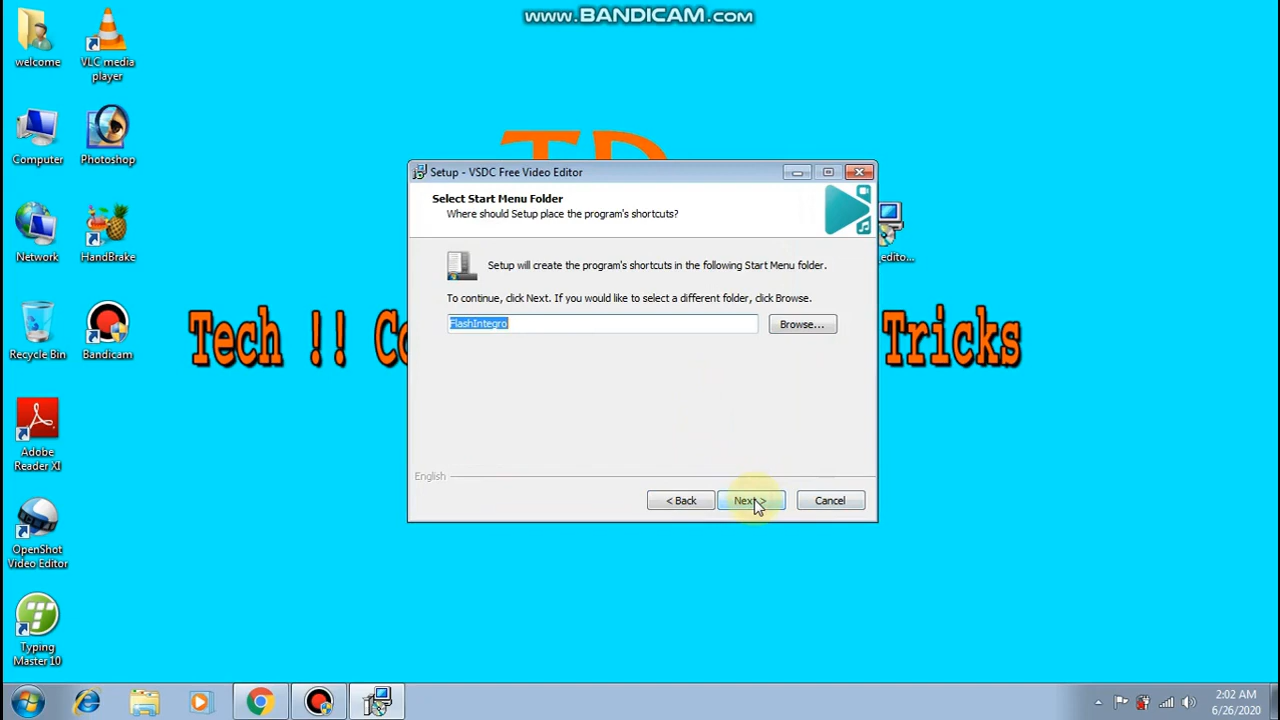 www.BANDICAM.com
welcome
VLC media
player
Computer
Photoshop
Network
HandBrake
Recycle Bin
Bandicam
Adobe
Reader XI
OpenShot
Video Editor
Typing
Master 10
Tech !! Co
Tricks
_edito...
Setup - VSDC Free Video Editor
Select Start Menu Folder
Where should Setup place the program's shortcuts?
Setup will create the program's shortcuts in the following Start Menu folder.
To continue, click Next. If you would like to select a different folder, click Browse.
FlashIntegro
Browse...
English
< Back
Next >
Cancel
2:02 AM
6/26/2020